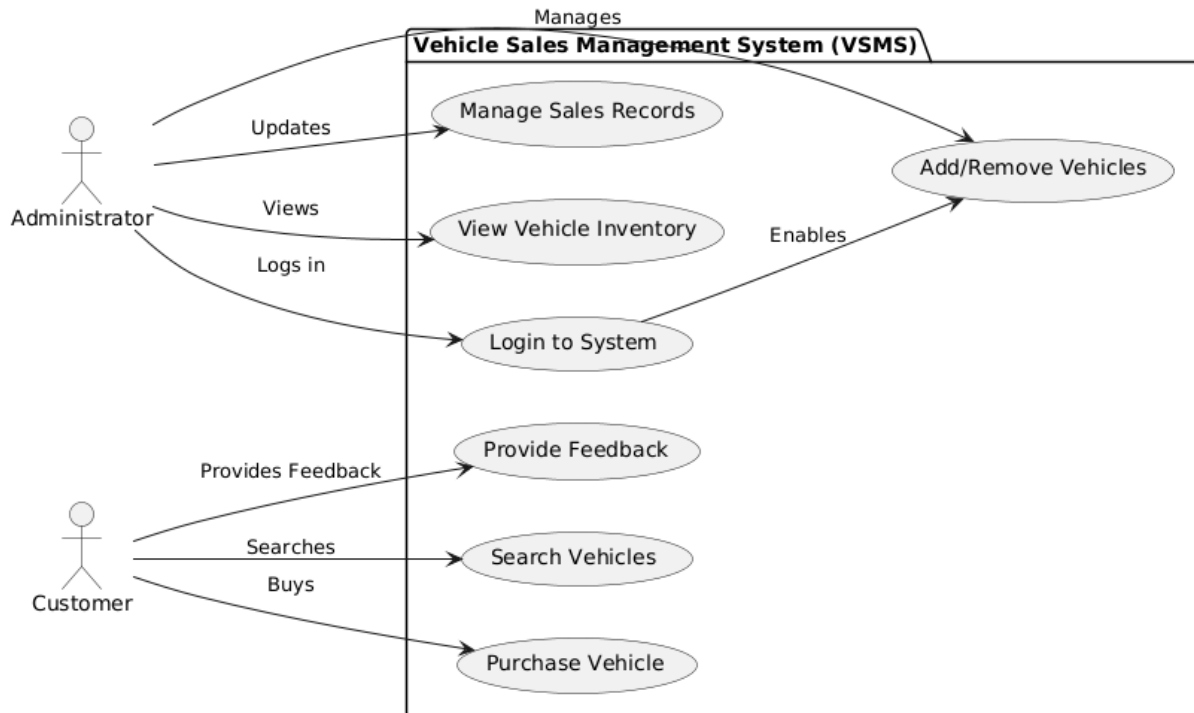 Manages
Vehicle Sales Management System (VSMS)
Manage Sales Records
Updates
Add/Remove Vehicles
Administrator
Views
View Vehicle Inventory
Enables
Logs in
Login to System
Provide Feedback
Provides Feedback
Searches
Search Vehicles
Buys
Customer
Purchase Vehicle